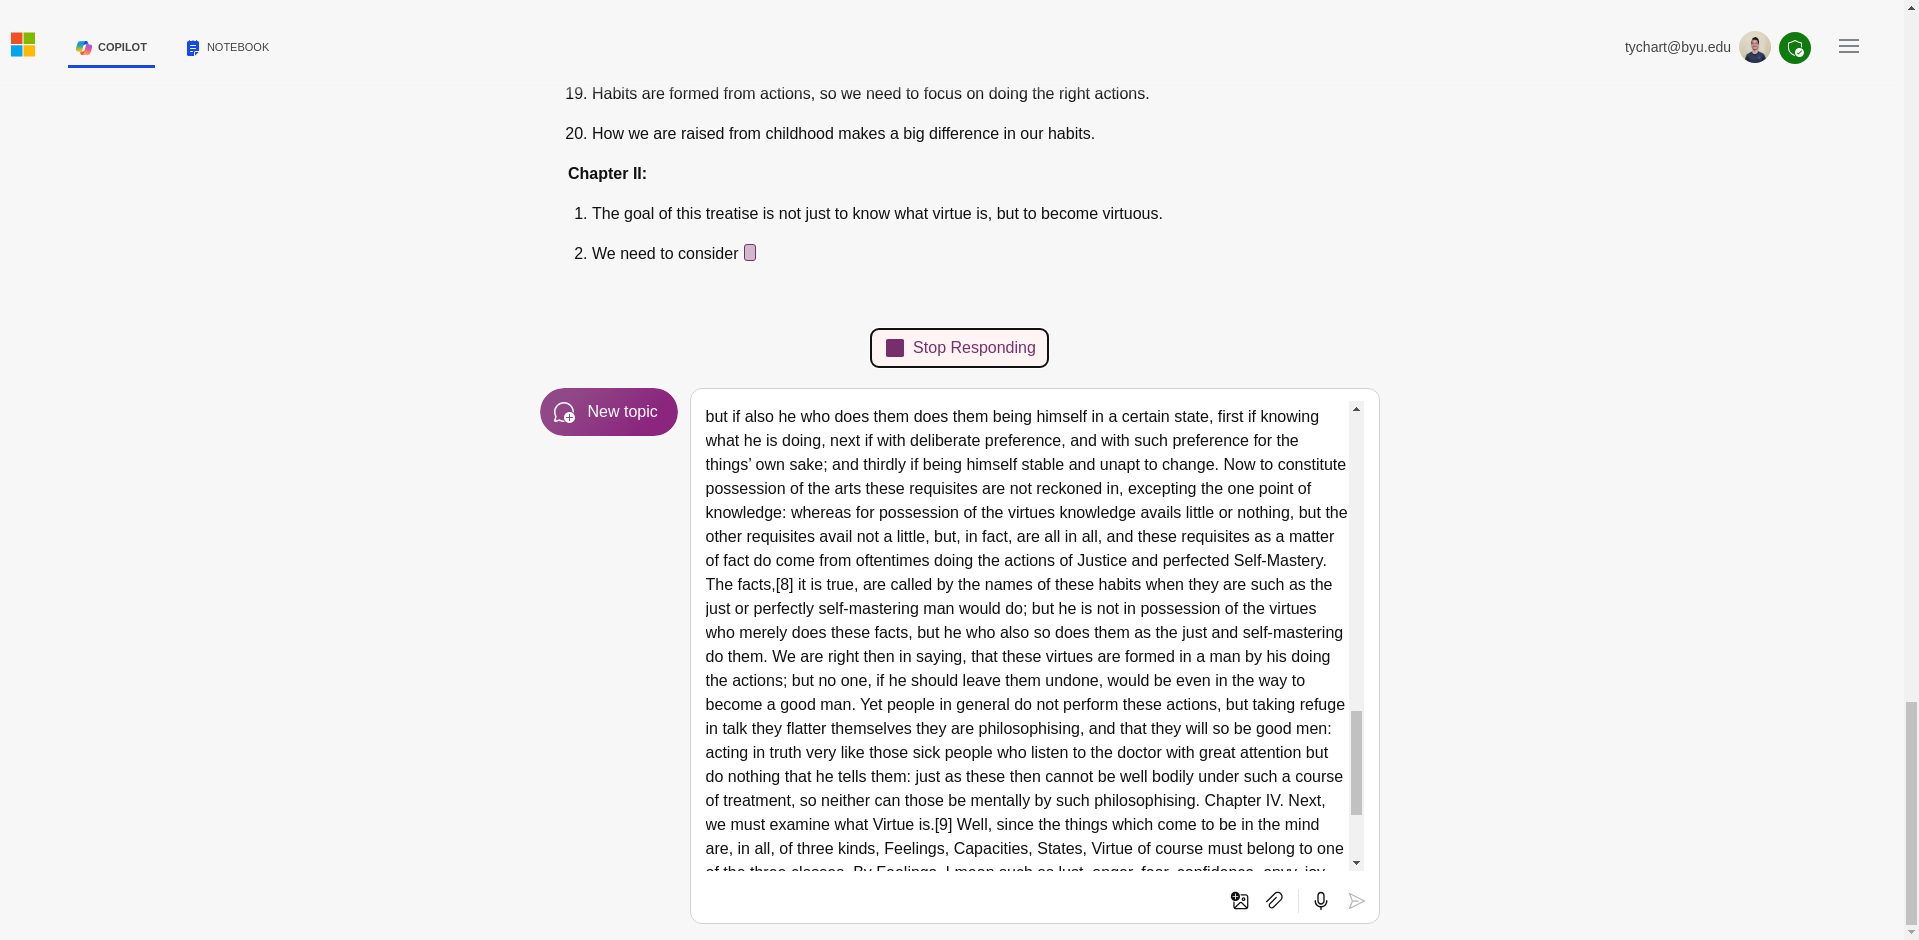 COPILOT
NOTEBOOK
tychart@byu.edu
19. Habits are formed from actions, so we need to focus on doing the right actions.
20. How we are raised from childhood makes a big difference in our habits.
Chapter II:
1. The goal of this treatise is not just to know what virtue is, but to become virtuous.
2. We need to consider
Stop Responding
New topic
but if also he who does them does them being himself in a certain state, first if knowing
what he is doing, next if with deliberate preference, and with such preference for the
things’ own sake; and thirdly if being himself stable and unapt to change. Now to constitute
possession of the arts these requisites are not reckoned in, excepting the one point of
knowledge: whereas for possession of the virtues knowledge avails little or nothing, but the
other requisites avail not a little, but, in fact, are all in all, and these requisites as a matter
of fact do come from oftentimes doing the actions of Justice and perfected Self-Mastery.
The facts,[8] it is true, are called by the names of these habits when they are such as the
just or perfectly self-mastering man would do; but he is not in possession of the virtues
who merely does these facts, but he who also so does them as the just and self-mastering
do them. We are right then in saying, that these virtues are formed in a man by his doing
the actions; but no one, if he should leave them undone, would be even in the way to
become a good man. Yet people in general do not perform these actions, but taking refuge
in talk they flatter themselves they are philosophising, and that they will so be good men:
acting in truth very like those sick people who listen to the doctor with great attention but
do nothing that he tells them: just as these then cannot be well bodily under such a course
of treatment, so neither can those be mentally by such philosophising. Chapter IV. Next,
we must examine what Virtue is.[9] Well, since the things which come to be in the mind
are, in all, of three kinds, Feelings, Capacities, States, Virtue of course must belong to one
of the three classes. By Feelings, I mean such as lust, anger, fear, confidence, envy, joy,